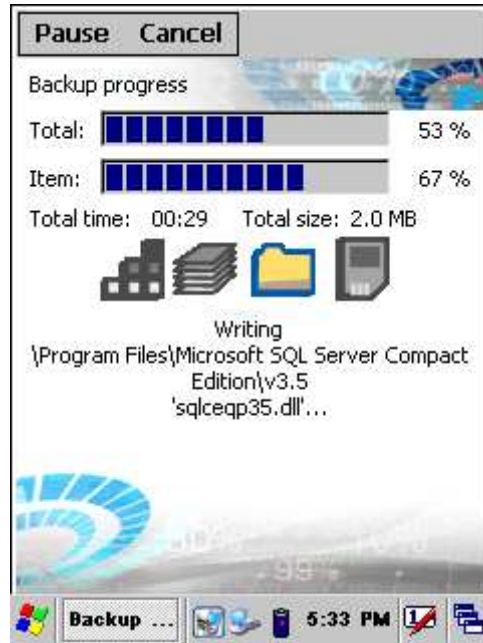 Pause Cancel
Backup progress
Total: 53 %
Item: 67 %
Total time: 00:29 Total size: 2.0 MB
Writing
\Program Files\Microsoft SQL Server Compact
Edition\v3.5
'sqlceqp35.dll'...
Backup ... 5:33 PM